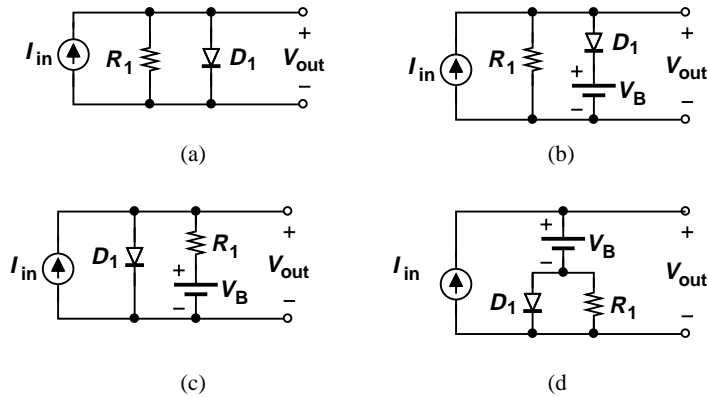 I in
R 1
D 1
+
V out
−
(a)
I in
R 1
D 1
+
V B
−
+
V out
−
(b)
I in
D 1
R 1
+
V B
−
+
V out
−
(c)
I in
+
V B
−
D 1
R 1
+
V out
−
(d